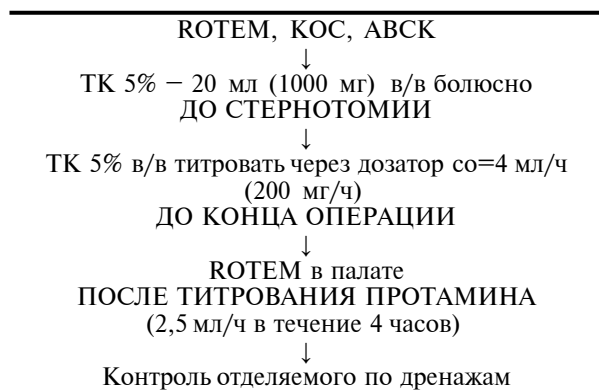 ROTEM, КОС, АВСК
↓
ТК 5% − 20 мл (1000 мг) в/в болюсно
ДО СТЕРНОТОМИИ
↓
ТК 5% в/в титровать через дозатор со=4 мл/ч
(200 мг/ч)
ДО КОНЦА ОПЕРАЦИИ
↓
ROTEM в палате
ПОСЛЕ ТИТРОВАНИЯ ПРОТАМИНА
(2,5 мл/ч в течение 4 часов)
↓
Контроль отделяемого по дренажам